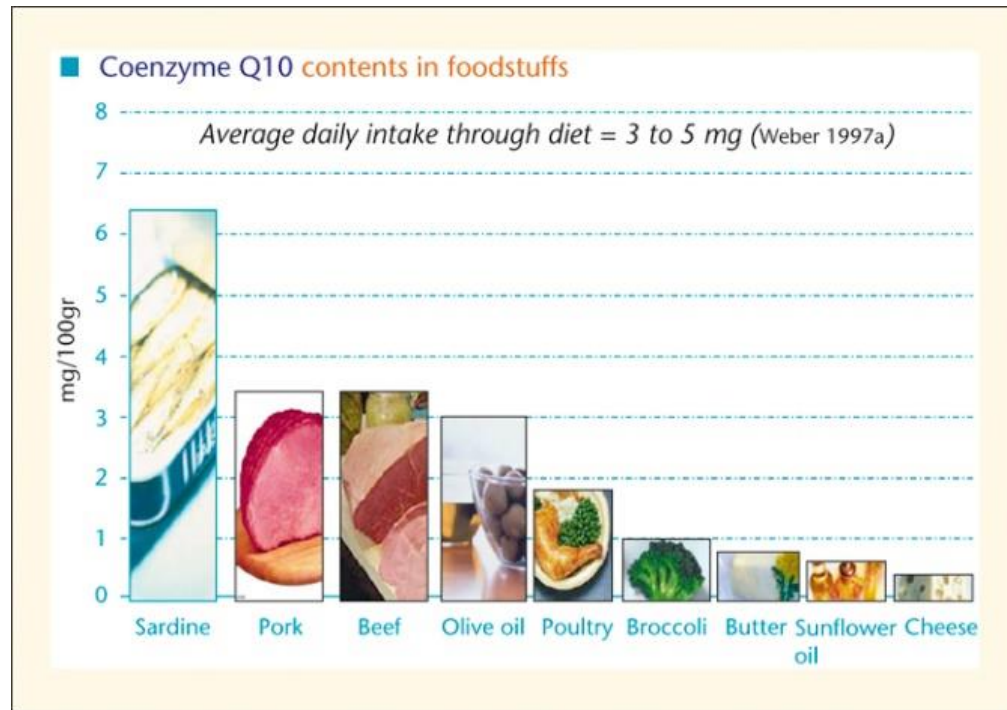 Coenzyme Q10 contents in foodstuffs
8
Average daily intake through diet = 3 to 5 mg (Weber 1997a)
7
6
5
4
3
2
1
0
mg/100gr
Sardine Pork Beef Olive oil Poultry Broccoli Butter Sunflower oil Cheese